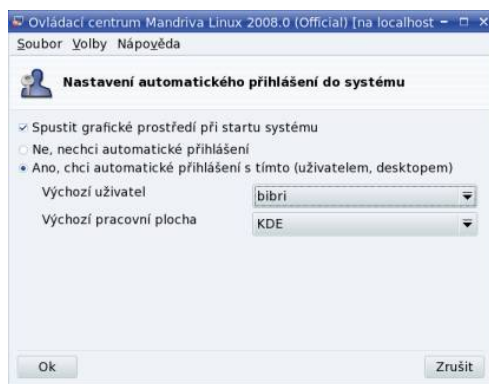 Ovládací centrum Mandriva Linux 2008.0 (Official) [na localhost
Soubor Volby Nápověda
Nastavení automatického přihlášení do systému
Spustit grafické prostředí při startu systému
Ne, nechci automatické přihlášení
Ano, chci automatické přihlášení s tímto (uživatelem, desktopem)
Výchozí uživatel bibri
Výchozí pracovní plocha KDE
Ok Zrušit